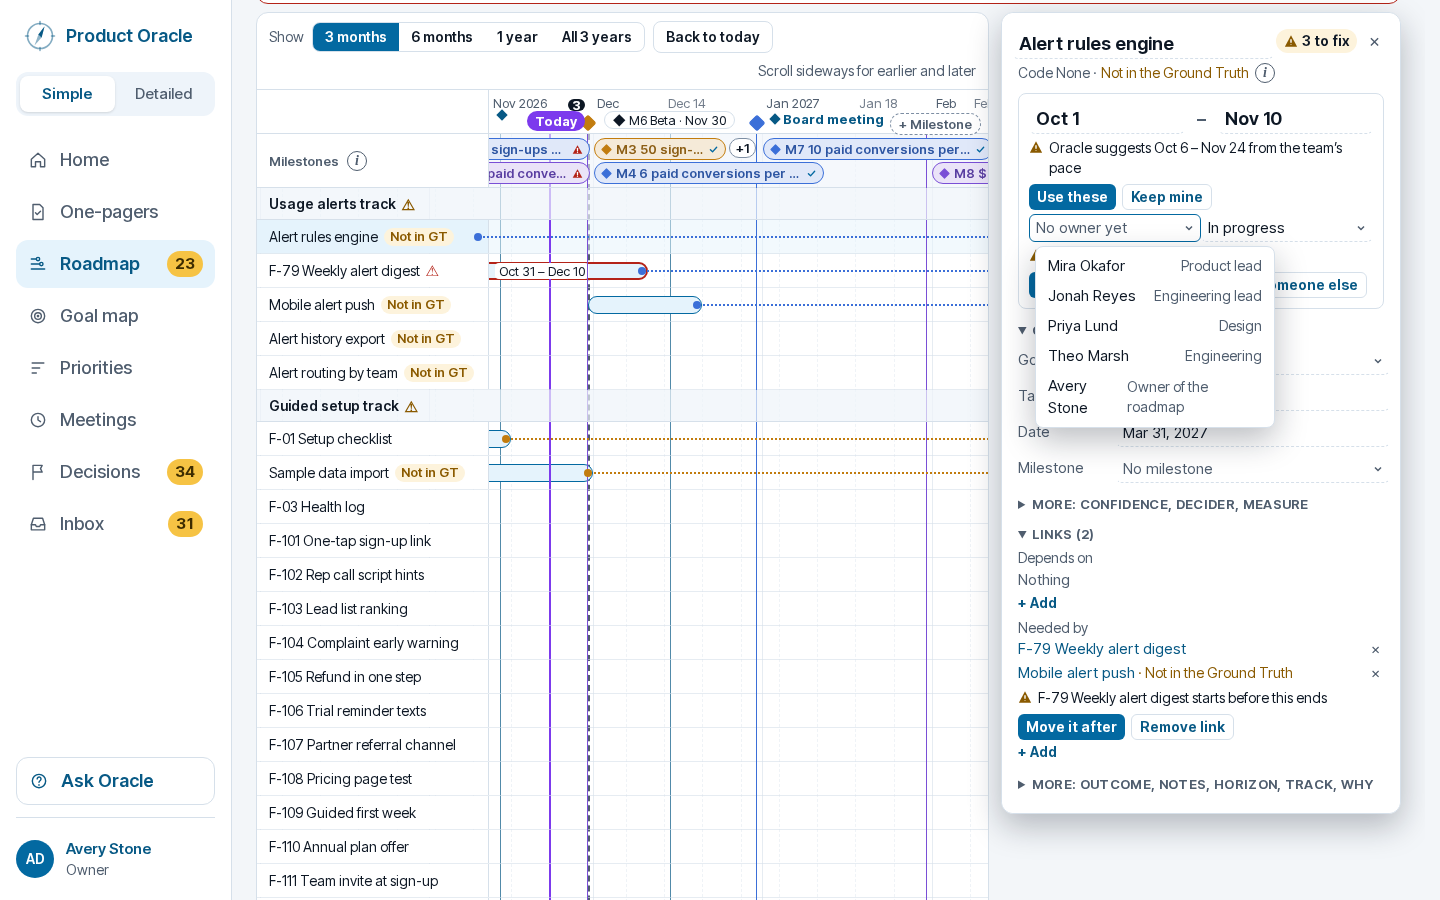 Product Oracle
Simple
Detailed
Home
One-pagers
Roadmap
23
Goal map
Priorities
Meetings
Decisions
34
Inbox
31
Ask Oracle
AD
Avery Stone
Owner
Show
3 months
6 months
1 year
All 3 years
Back to today
Scroll sideways for earlier and later
Nov 2026
3
Dec
Dec 14
Jan 2027
Jan 18
Feb
Today
M6 Beta · Nov 30
Board meeting
+ Milestone
Milestones
sign-ups ...
M3 50 sign-...
+1
M7 10 paid conversions per...
paid conve...
M4 6 paid conversions per ...
M8 $
Usage alerts track
Alert rules engine
Not in GT
F-79 Weekly alert digest
Oct 31 – Dec 10
Mobile alert push
Not in GT
Alert history export
Not in GT
Alert routing by team
Not in GT
Guided setup track
F-01 Setup checklist
Sample data import
Not in GT
F-03 Health log
F-101 One-tap sign-up link
F-102 Rep call script hints
F-103 Lead list ranking
F-104 Complaint early warning
F-105 Refund in one step
F-106 Trial reminder texts
F-107 Partner referral channel
F-108 Pricing page test
F-109 Guided first week
F-110 Annual plan offer
F-111 Team invite at sign-up
Alert rules engine
3 to fix
×
Code None · Not in the Ground Truth
i
Oct 1
–
Nov 10
Oracle suggests Oct 6 – Nov 24 from the team's
pace
Use these
Keep mine
No owner yet
In progress
Mira Okafor
Product lead
Jonah Reyes
Engineering lead
Priya Lund
Design
Theo Marsh
Engineering
Avery
Stone
Owner of the
roadmap
meone else
Date
Mar 31, 2027
Milestone
No milestone
MORE: CONFIDENCE, DECIDER, MEASURE
LINKS (2)
Depends on
Nothing
+ Add
Needed by
F-79 Weekly alert digest
×
Mobile alert push · Not in the Ground Truth
×
F-79 Weekly alert digest starts before this ends
Move it after
Remove link
+ Add
MORE: OUTCOME, NOTES, HORIZON, TRACK, WHY